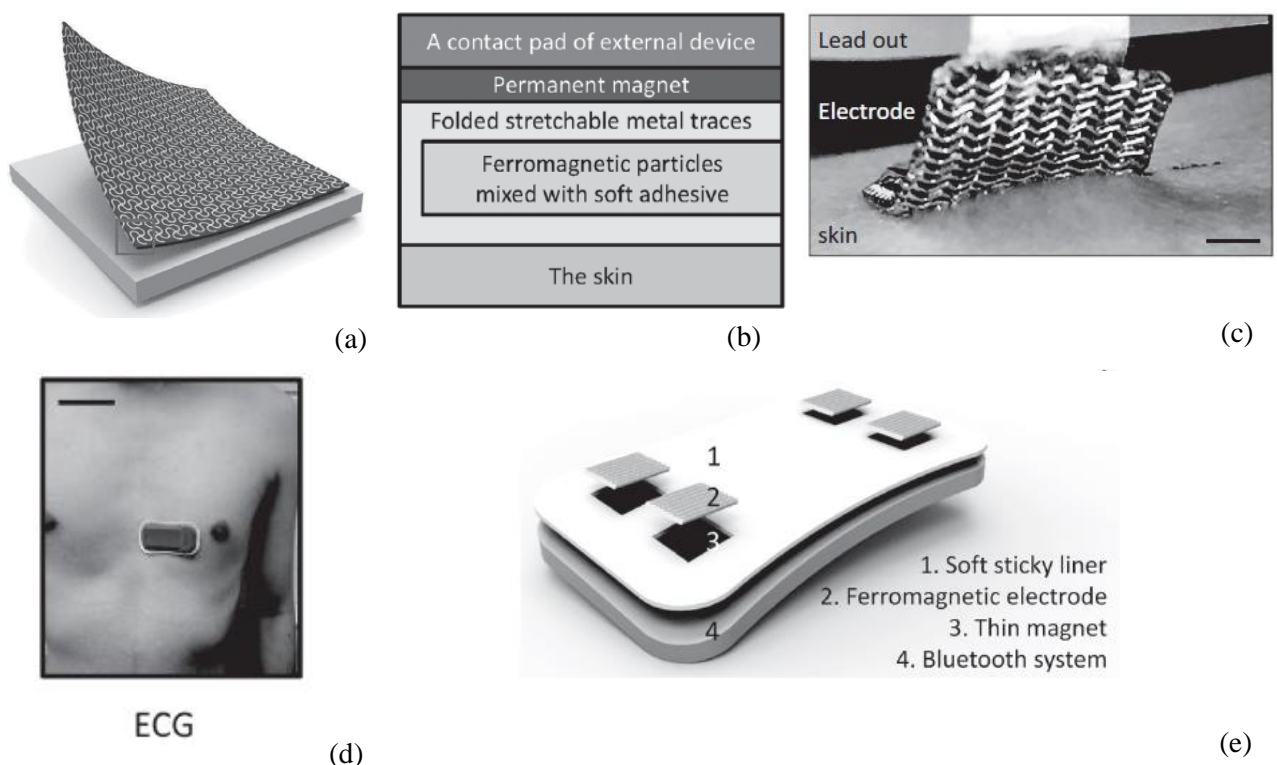 A contact pad of external device
Permanent magnet
Folded stretchable metal traces
Ferromagnetic particles
mixed with soft adhesive
The skin
Lead out
Electrode
skin
(a)
(b)
(c)
ECG
(d)
1
2
3
4
1. Soft sticky liner
2. Ferromagnetic electrode
3. Thin magnet
4. Bluetooth system
(e)